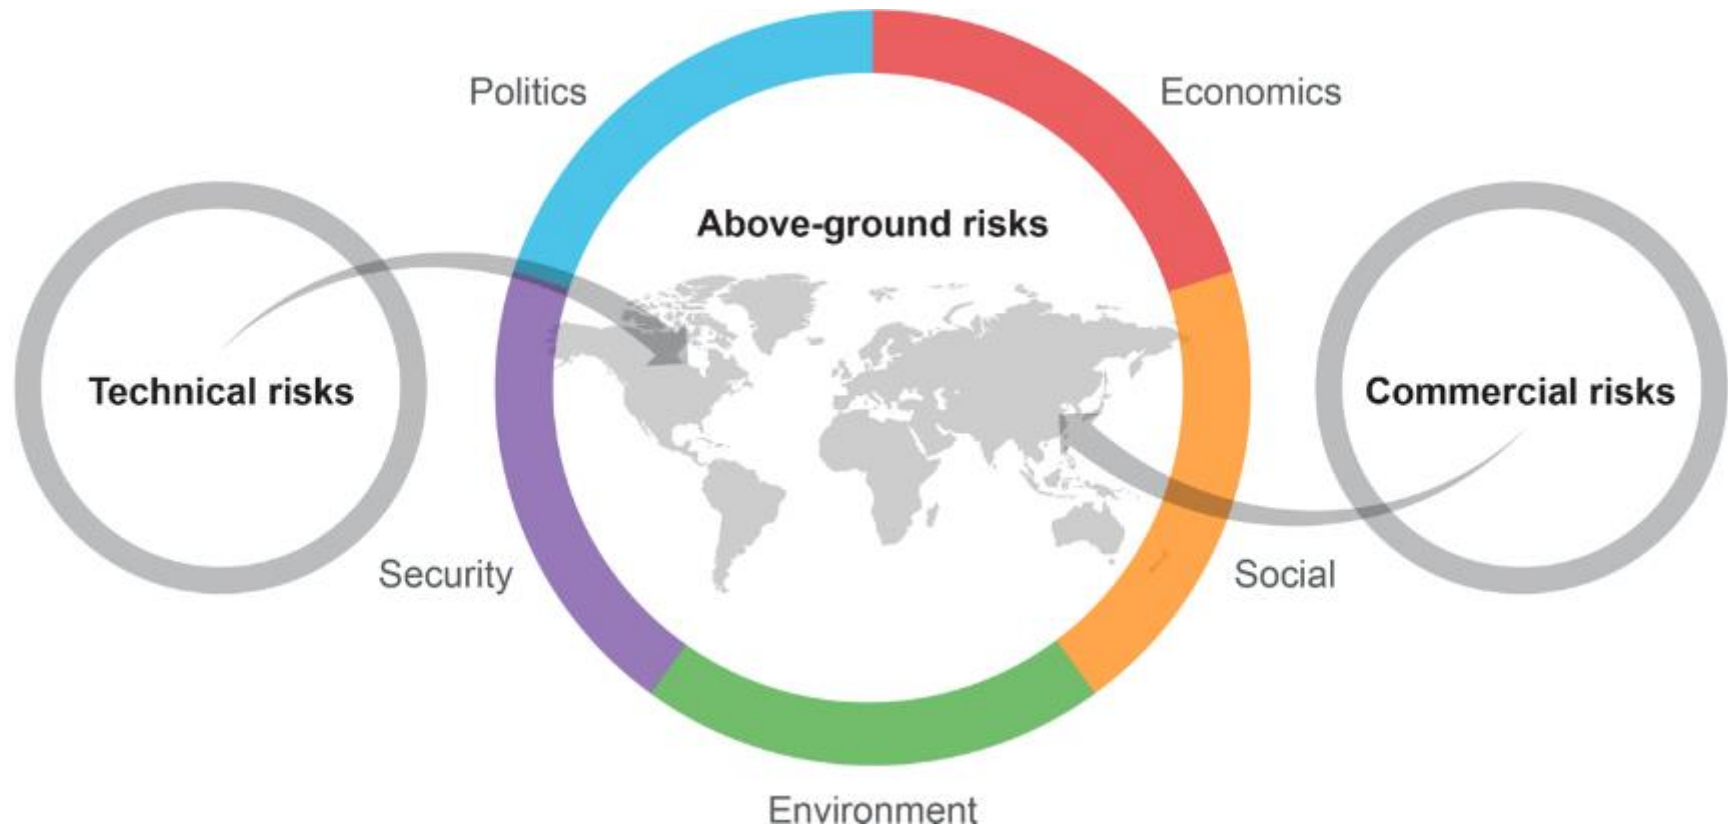 Politics
Economics
Above-ground risks
Technical risks
Commercial risks
Security
Social
Environment